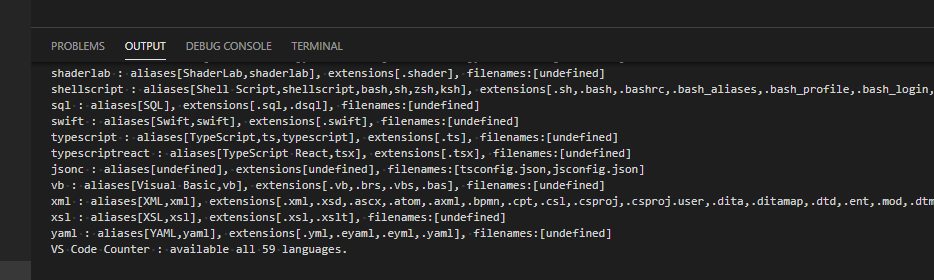 PROBLEMS OUTPUT DEBUG CONSOLE TERMINAL
shaderlab : aliases[ShaderLab,shaderlab], extensions[.shader], filenames:[undefined]
shellscript : aliases[Shell Script,shellscript,bash,sh,zsh,ksh], extensions[.sh,.bash,.bashrc,.bash_aliases,.bash_profile,.bash_login,
sql : aliases[SQL], extensions[.sql,.dsql], filenames:[undefined]
swift : aliases[Swift,swift], extensions[.swift], filenames:[undefined]
typescript : aliases[TypeScript,ts,typescript], extensions[.ts], filenames:[undefined]
typescriptreact : aliases[TypeScript React,tsx], extensions[.tsx], filenames:[undefined]
jsonc : aliases[undefined], extensions[undefined], filenames:[tsconfig.json,jsconfig.json]
vb : aliases[Visual Basic,vb], extensions[.vb,.brs,.vbs,.bas], filenames:[undefined]
xml : aliases[XML,xml], extensions[.xml,.xsd,.ascx,.atom,.axml,.bpmn,.cpt,.csl,.csproj,.csproj.user,.dita,.ditamap,.dtd,.ent,.mod,.dtm
xsl : aliases[XSL,xsl], extensions[.xsl,.xslt], filenames:[undefined]
yaml : aliases[YAML,yaml], extensions[.yml,.eyaml,.eyml,.yaml], filenames:[undefined]
VS Code Counter : available all 59 languages.